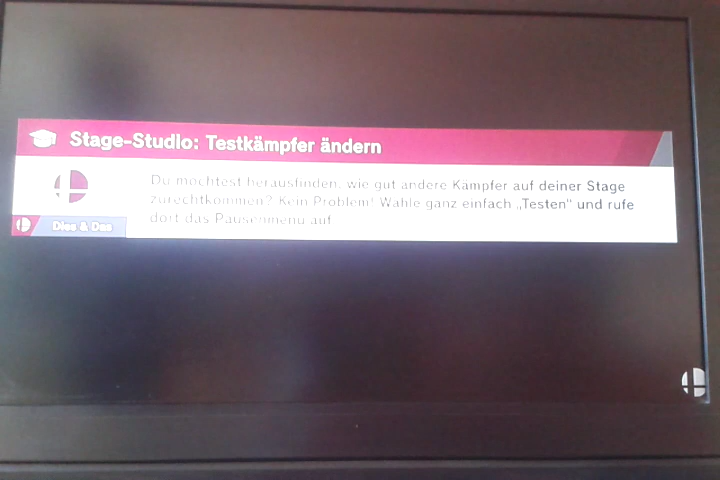 Stage-Studio: Testkämpfer ändern
Du möchtest herausfinden, wie gut andere Kämpfer auf deiner Stage
zurechtkommen? Kein Problem! Wähle ganz einfach „Testen" und rufe
dort das Pausenmenü auf.
Dies & Das